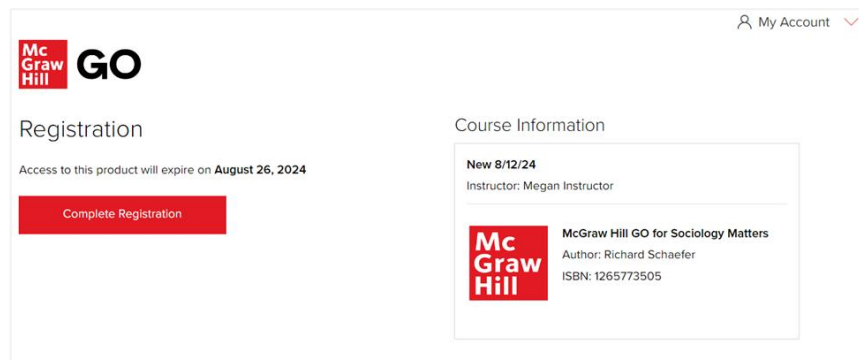 My Account
Mc
Graw
Hill
GO
Registration
Access to this product will expire on August 26, 2024
Complete Registration
Course Information
New 8/12/24
Instructor: Megan Instructor
Mc
Graw
Hill
McGraw Hill GO for Sociology Matters
Author: Richard Schaefer
ISBN: 1265773505